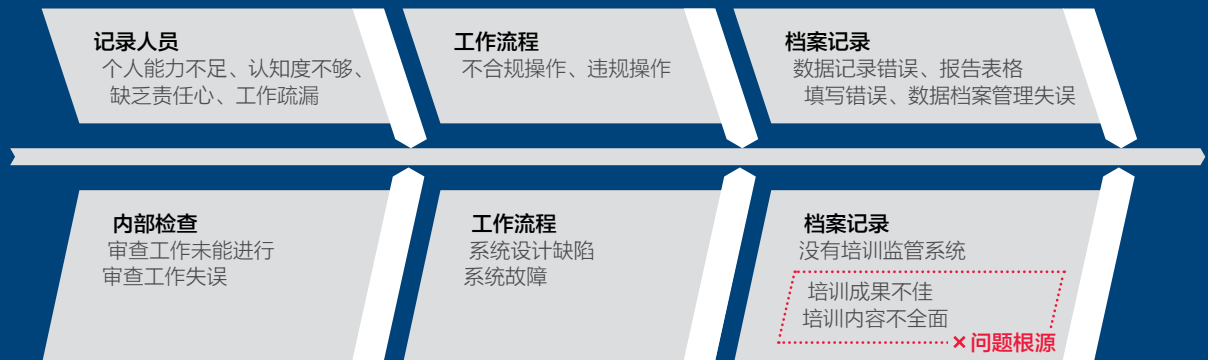 记录人员
个人能力不足、认知度不够、
缺乏责任心、工作疏漏
工作流程
不合规操作、违规操作
档案记录
数据记录错误、报告表格
填写错误、数据档案管理失误
内部检查
审查工作未能进行
审查工作失误
工作流程
系统设计缺陷
系统故障
档案记录
没有培训监管系统
培训成果不佳
培训内容不全面
×问题根源